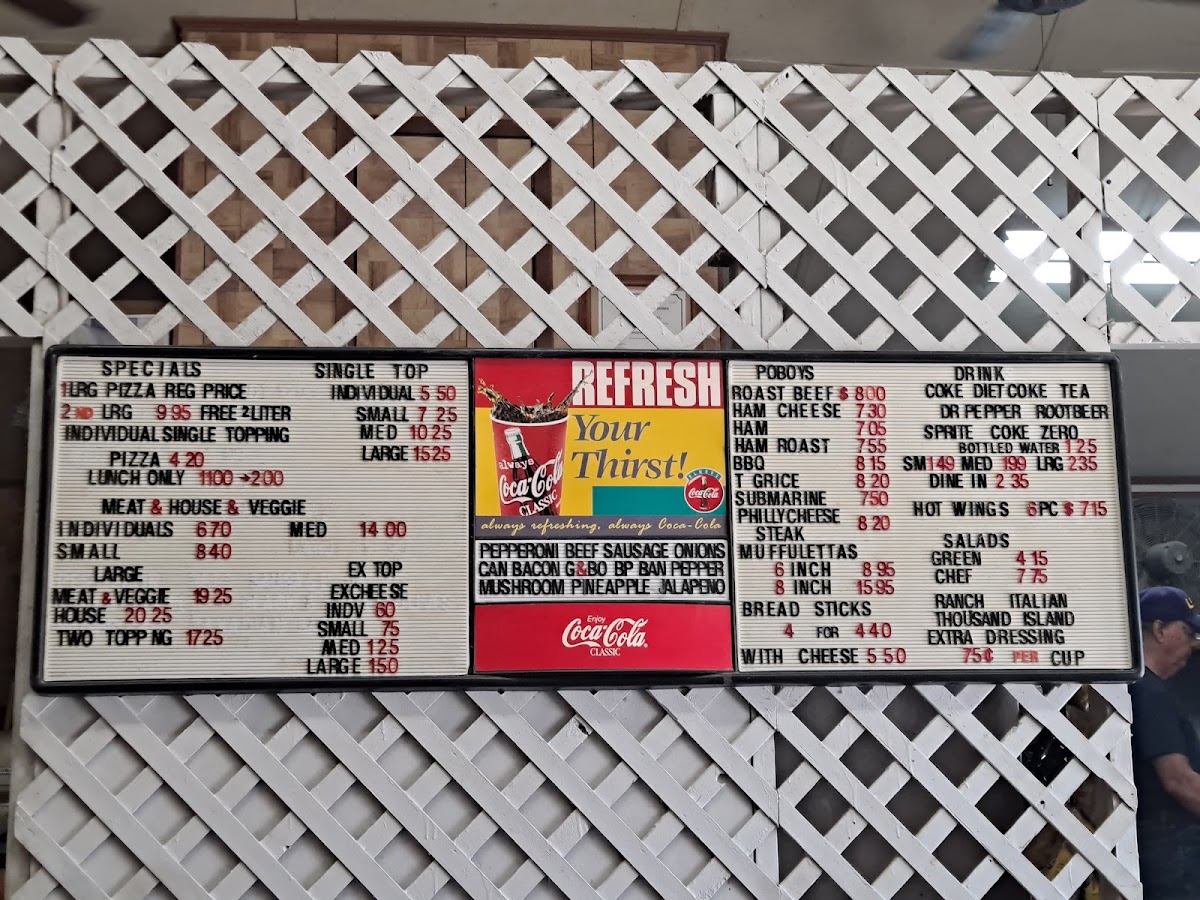 SPECIALS
1LRG PIZZA REG PRICE
2ND LRG 9.95 FREE 2 LITER
INDIVIDUAL SINGLE TOPPING
PIZZA 4 20
LUNCH ONLY 1100 → 200
MEAT & HOUSE & VEGGIE
INDIVIDUALS 6 70 MED 14 00
SMALL 8 40
LARGE
MEAT & VEGGIE 19 25
HOUSE 20 25
TWO TOPP NG 17 25
SINGLE TOP
INDIVIDUAL 5 50
SMALL 7 25
MED 10 25
LARGE 15 25
EX TOP
EXCHEESE
INDV 60
SMALL 75
MED 1 25
LARGE 1 50
REFRESH
Your
Thirst!
always
Coca-Cola
CLASSIC
ALWAYS
Coca-Cola
always refreshing, always Coca-Cola
PEPPERONI BEEF SAUSAGE ONIONS
CAN BACON G&BO BP BAN PEPPER
MUSHROOM PINEAPPLE JALAPENO
Enjoy
Coca-Cola
CLASSIC
POBOYS
ROAST BEEF $ 8 00
HAM CHEESE 7 30
HAM 7 05
HAM ROAST 7 55
BBQ 8 15
T GRICE 8 20
SUBMARINE 7 50
PHILLYCHEESE 8 20
STEAK
MUFFULETTAS
6 INCH 8 95
8 INCH 15 95
BREAD STICKS
4 FOR 4 40
WITH CHEESE 5 50
DRINK
COKE DIET COKE TEA
DR PEPPER ROOTBEER
SPRITE COKE ZERO
BOTTLED WATER 1 25
SM 1 49 MED 1 99 LRG 2 35
DINE IN 2 35
HOT WINGS 6PC $ 7 15
SALADS
GREEN 4 15
CHEF 7 75
RANCH ITALIAN
THOUSAND ISLAND
EXTRA DRESSING
75¢ PER CUP